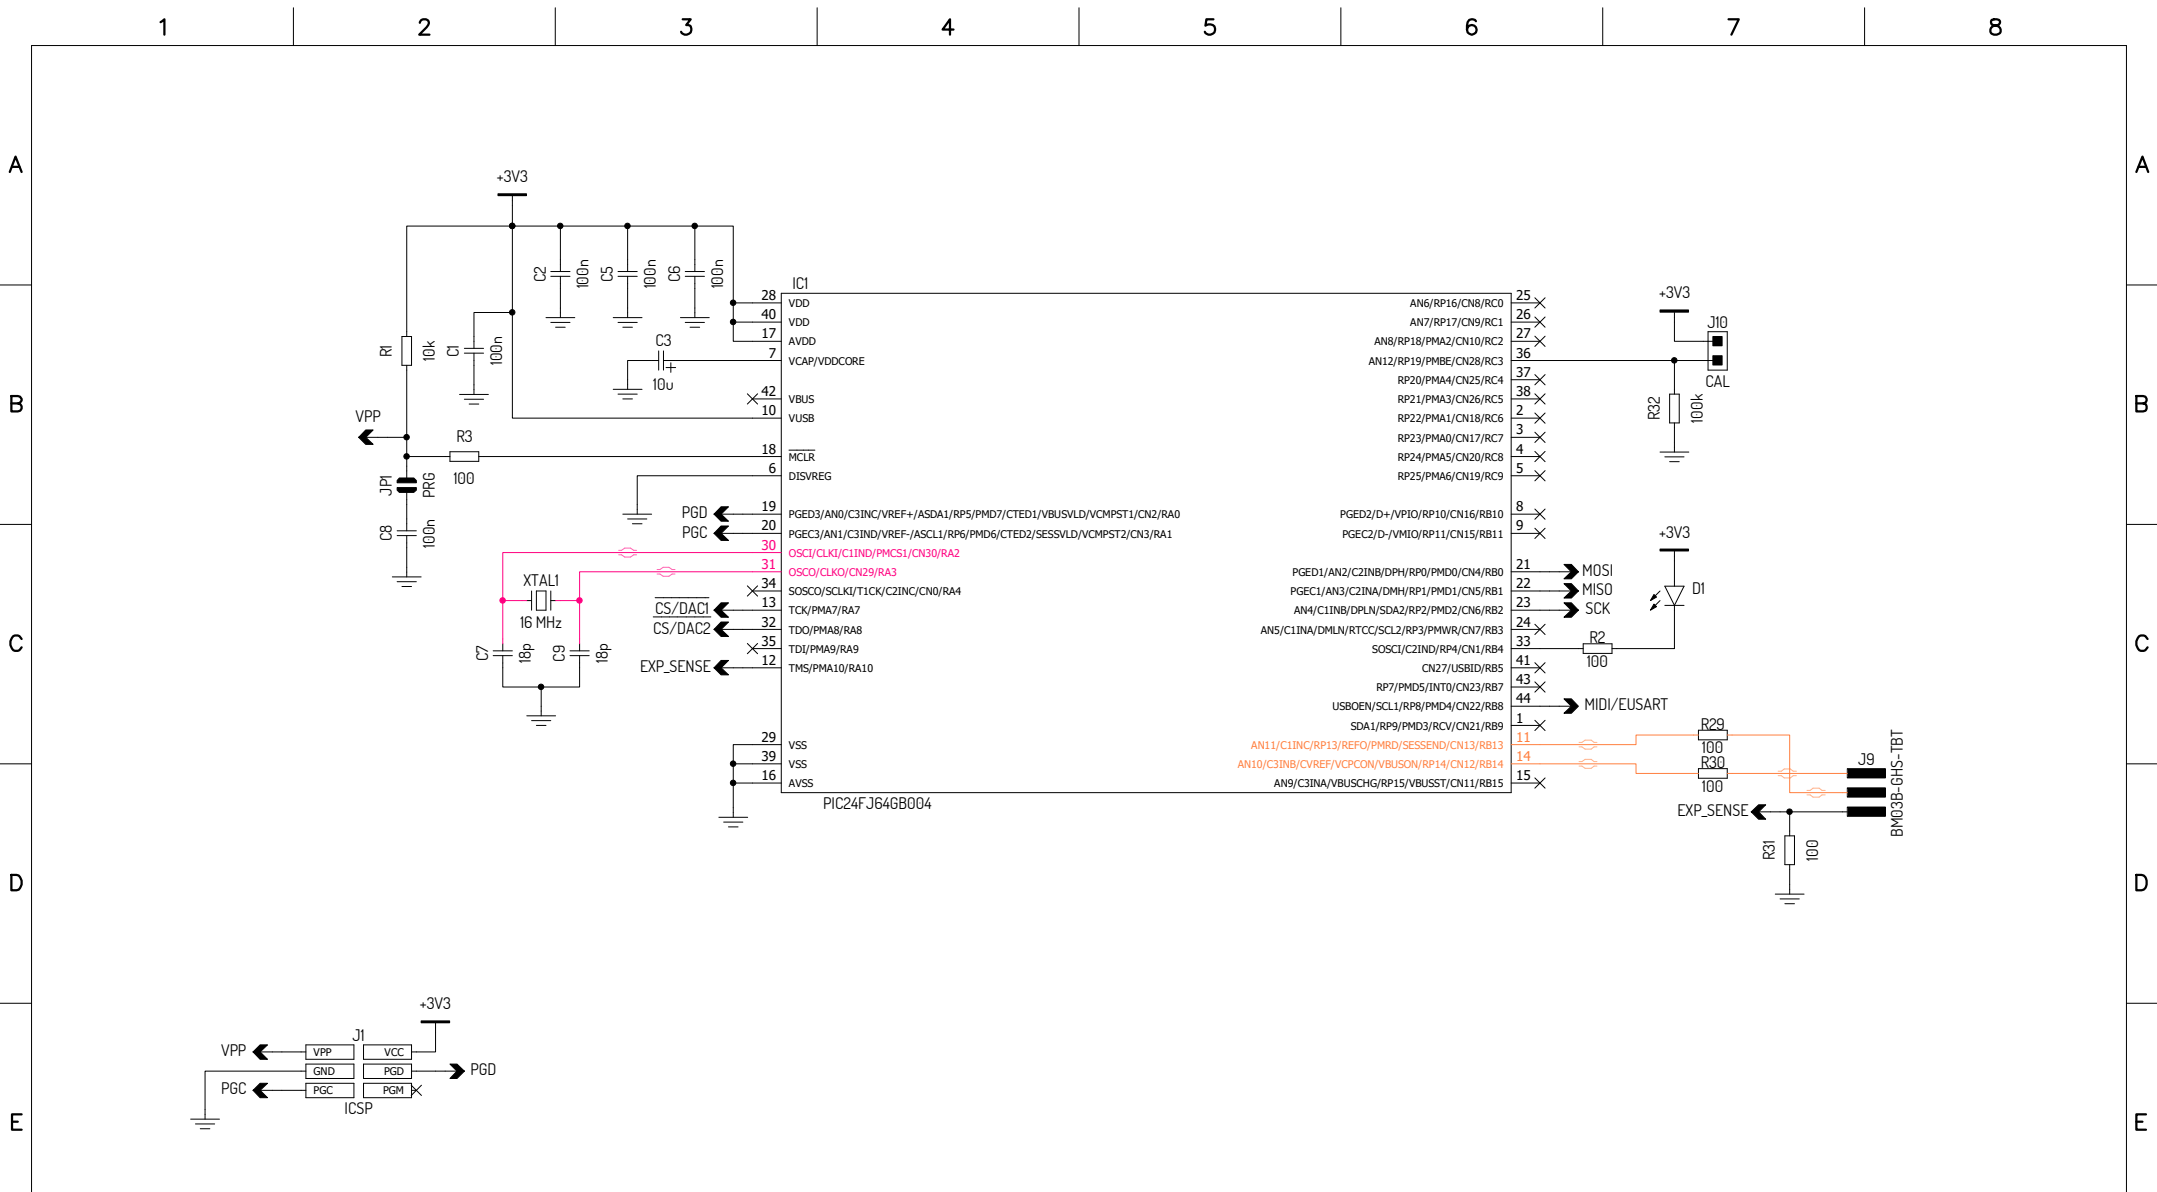 1 2 3 4 5 6 7 8
A A
+3V3
C2 100n C5 100n C6 100n
IC1
28 VDD AN6/RP16/CN8/RC0 25
+3V3
40 VDD AN7/RP17/CN9/RC1 26
J10
17 AVDD AN8/RP18/PMA2/CN10/RC2 27
R1 10k C1 100n C3
7 VCAP/VDDCORE AN12/RP19/PMBE/CN28/RC3 36
10u
RP20/PMA4/CN25/RC4 37
CAL
42 VBUS RP21/PMA3/CN26/RC5 38
B B
R32 100k
10 VUSB RP22/PMA1/CN18/RC6 2
VPP
R3
RP23/PMA0/CN17/RC7 3
18 MCLR RP24/PMA5/CN20/RC8 4
100
6 DISVREG RP25/PMA6/CN19/RC9 5
JP1 PRG
PGD 19 PGED3/AN0/C3INC/VREF+/ASDA1/RP5/PMD7/CTED1/VBUSVLD/VCMPST1/CN2/RA0 PGED2/D+/VPIO/RP10/CN16/RB10 8
C8 100n
PGC 20 PGEC3/AN1/C3IND/VREF-/ASCL1/RP6/PMD6/CTED2/SESSVLD/VCMPST2/CN3/RA1 PGEC2/D-/VMIO/RP11/CN15/RB11 9
+3V3
30 OSCI/CLKI/C1IND/PMCS1/CN30/RA2
31 OSCO/CLKO/CN29/RA3 PGED1/AN2/C2INB/DPH/RP0/PMD0/CN4/RB0 21 MOSI
XTAL1
34 SOSCO/SCLKI/T1CK/C2INC/CN0/RA4 PGEC1/AN3/C2INA/DMH/RP1/PMD1/CN5/RB1 22 MISO
D1
CS/DAC1 13 TCK/PMA7/RA7 AN4/C1INB/DPLN/SDA2/RP2/PMD2/CN6/RB2 23 SCK
16 MHz
CS/DAC2 32 TDO/PMA8/RA8 AN5/C1INA/DMLN/RTCC/SCL2/RP3/PMWR/CN7/RB3 24
C C
C7 18p C9 18p
35 TDI/PMA9/RA9 SOSCI/C2IND/RP4/CN1/RB4 33 R2
100
EXP_SENSE 12 TMS/PMA10/RA10 CN27/USBID/RB5 41
RP7/PMD5/INT0/CN23/RB7 43
USBOEN/SCL1/RP8/PMD4/CN22/RB8 44 MIDI/EUSART
SDA1/RP9/PMD3/RCV/CN21/RB9 1
R29
100
29 VSS AN11/C1INC/RP13/REFO/PMRD/SESSEND/CN13/RB13 11
39 VSS AN10/C3INB/CVREF/VCPCON/VBUSON/RP14/CN12/RB14 14
R30
100
J9
BM03B-GHS-TBT
16 AVSS AN9/C3INA/VBUSCHG/RP15/VBUSST/CN11/RB15 15
PIC24FJ64GB004
EXP_SENSE
R31 100
D D
+3V3
J1
VPP VPP VCC
GND PGD PGD
PGC PGC PGM
ICSP
E E